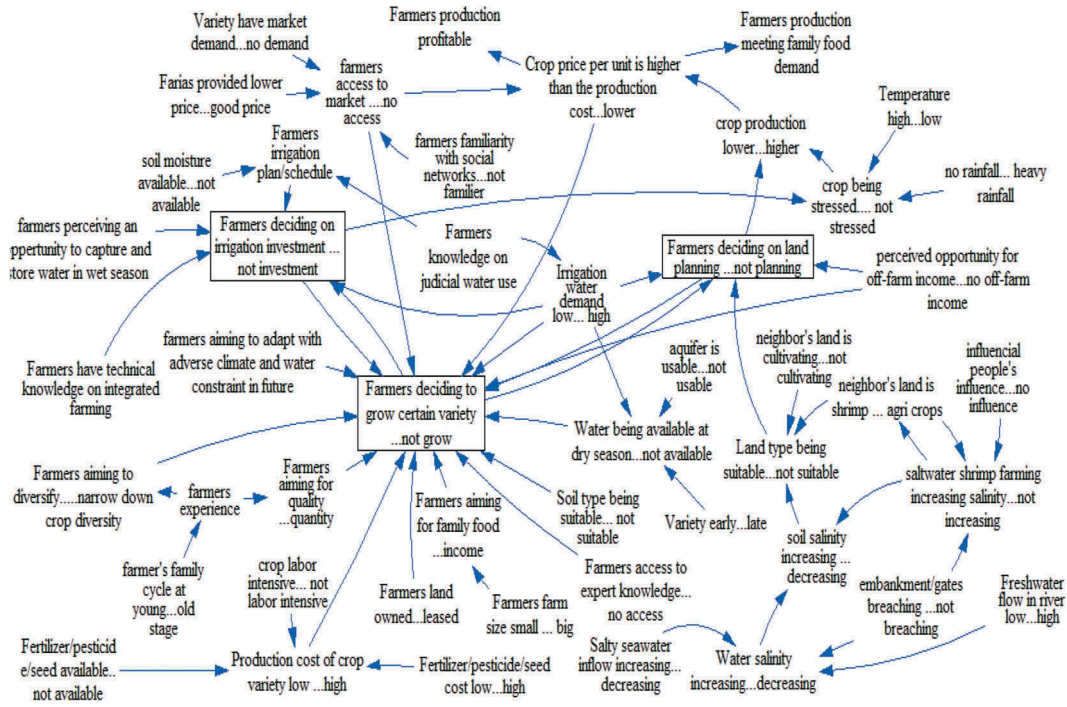 Variety have market
demand...no demand
Farmers production
profitable
Farmers production
meeting family food
demand
Farias provided lower
price...good price
farmers
access to
market ....no
access
Crop price per unit is higher
than the production
cost...lower
Temperature
high...low
crop production
lower...higher
Farmers
irrigation
plan/schedule
farmers familiarity
with social
networks...not
familier
soil moisture
available...not
available
crop being
stressed.... not
stressed
no rainfall... heavy
rainfall
farmers perceiving an
opportunity to capture and
store water in wet season
Farmers deciding on
irrigation investment ...
not investment
Farmers
knowledge on
judicial water use
Irrigation
water
demand
low... high
Farmers deciding on land
planning ...not planning
perceived opportunity for
off-farm income...no off-farm
income
Farmers have technical
knowledge on integrated
farming
farmers aiming to adapt with
adverse climate and water
constraint in future
Farmers deciding to
grow certain variety
...not grow
aquifer is
usable...not
usable
neighbor's land is
cultivating...not
cultivating
neighbor's land is
shrimp ... agri crops
influencial
people's
influence...no
influence
Water being available at
dry season...not available
Land type being
suitable...not suitable
saltwater shrimp farming
increasing salinity...not
increasing
Farmers aiming to
diversify.....narrow down
crop diversity
farmers
experience
Farmers
aiming for
quality
...quantity
Farmers aiming
for family food
...income
Soil type being
suitable... not
suitable
Variety early...late
soil salinity
increasing ...
decreasing
farmer's family
cycle at
young...old
stage
crop labor
intensive... not
labor intensive
Farmers land
owned...leased
Farmers farm
size small ... big
Farmers access to
expert knowledge...
no access
embankment/gates
breaching ...not
breaching
Freshwater
flow in river
low...high
Fertilizer/pesticid
e/seed available...
not available
Production cost of crop
variety low ...high
Fertilizer/pesticide/seed
cost low...high
Salty seawater
inflow increasing...
decreasing
Water salinity
increasing...decreasing